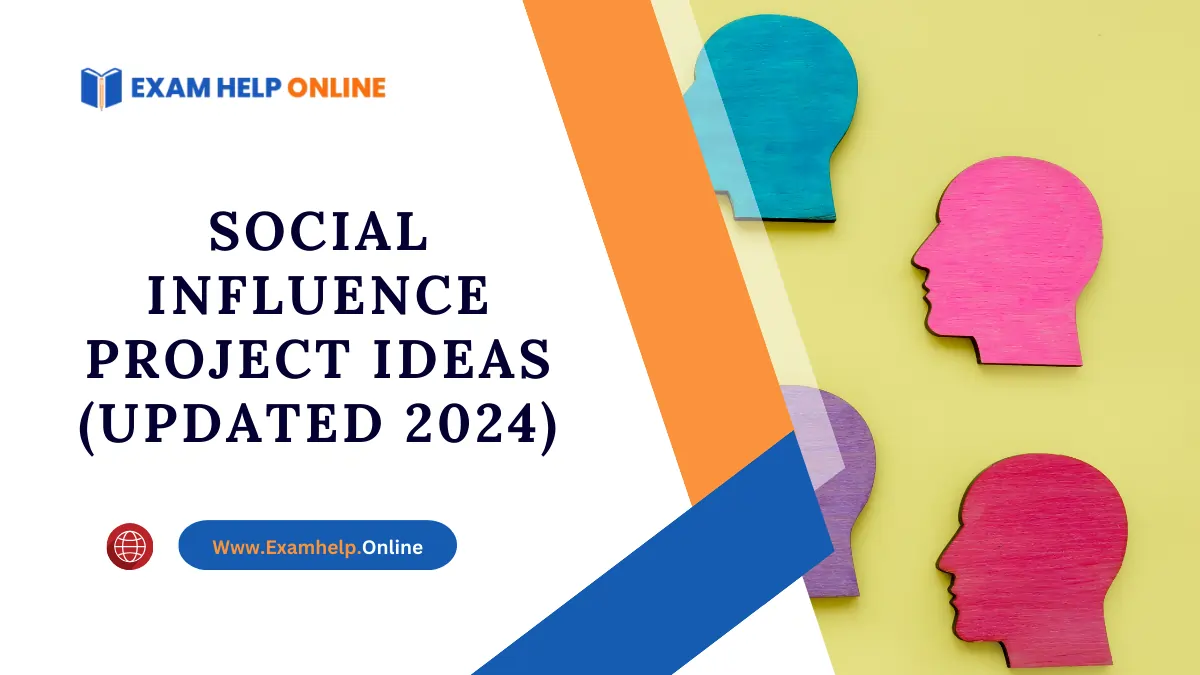 EXAM HELP ONLINE
SOCIAL
INFLUENCE
PROJECT IDEAS
(UPDATED 2024)
Www.Examhelp.Online